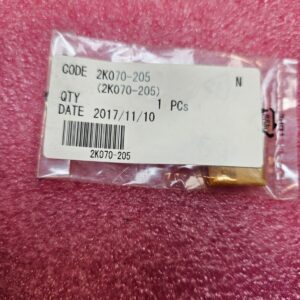 CODE 2K070-205 N
(2K070-205)
QTY 1 PCs
DATE 2017/11/10
2K070-205